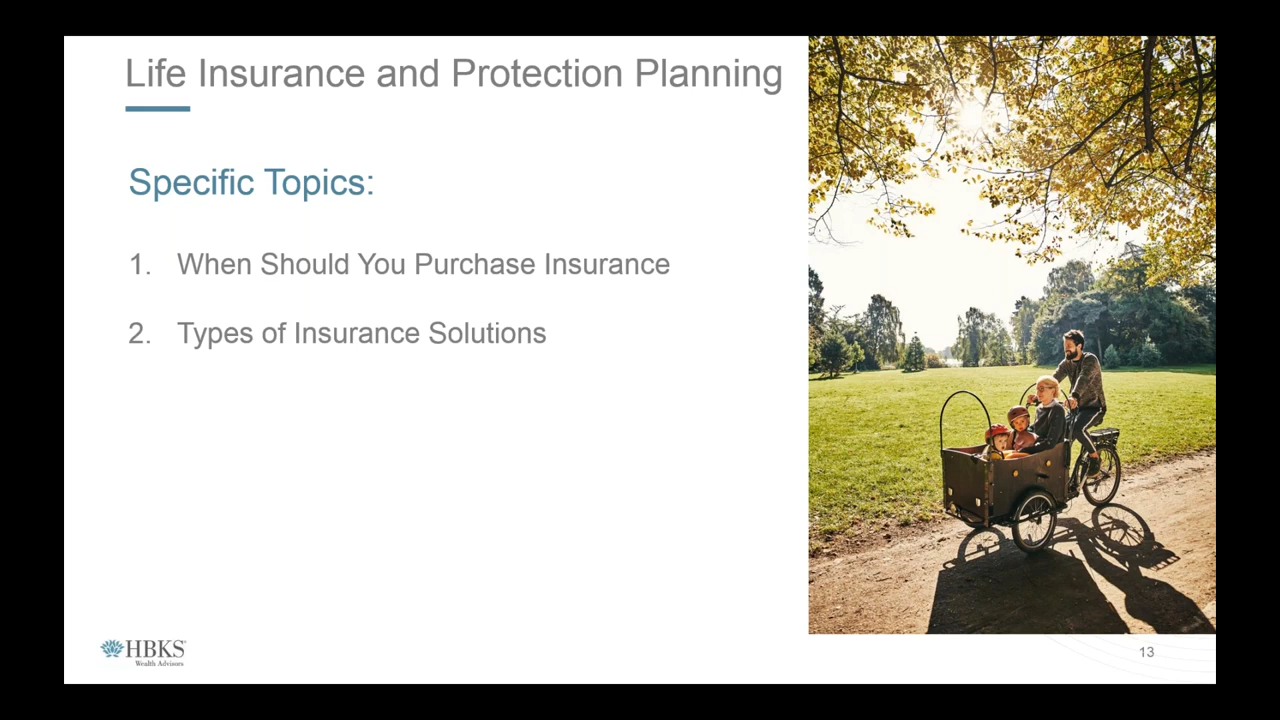 Life Insurance and Protection Planning
Specific Topics:
1. When Should You Purchase Insurance
2. Types of Insurance Solutions
HBKS®
Wealth Advisors
13